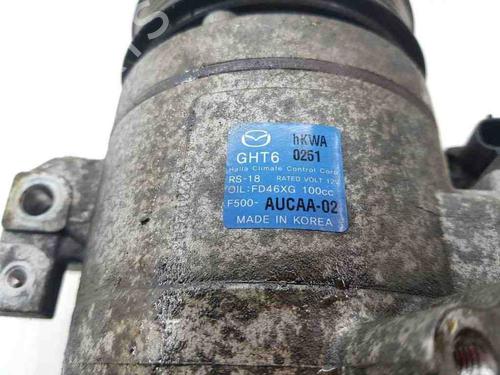 hKWA
GHT6 0251
Halla Climate Control Corp.
RS-18 RATED VOLT 12V
OIL:FD46XG 100cc
F500- AUCAA-02
MADE IN KOREA